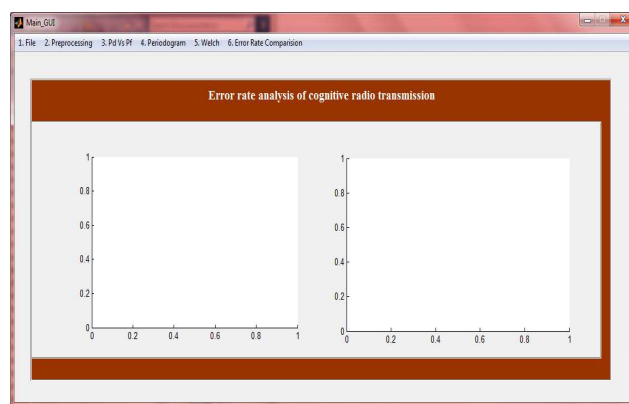 Main_GUI
1. File 2. Preprocessing 3. Pd Vs Pf 4. Periodogram 5. Welch 6. Error Rate Comparision
Error rate analysis of cognitive radio transmission
1
0.8
0.6
0.4
0.2
0
0 0.2 0.4 0.6 0.8 1
1
0.8
0.6
0.4
0.2
0
0 0.2 0.4 0.6 0.8 1